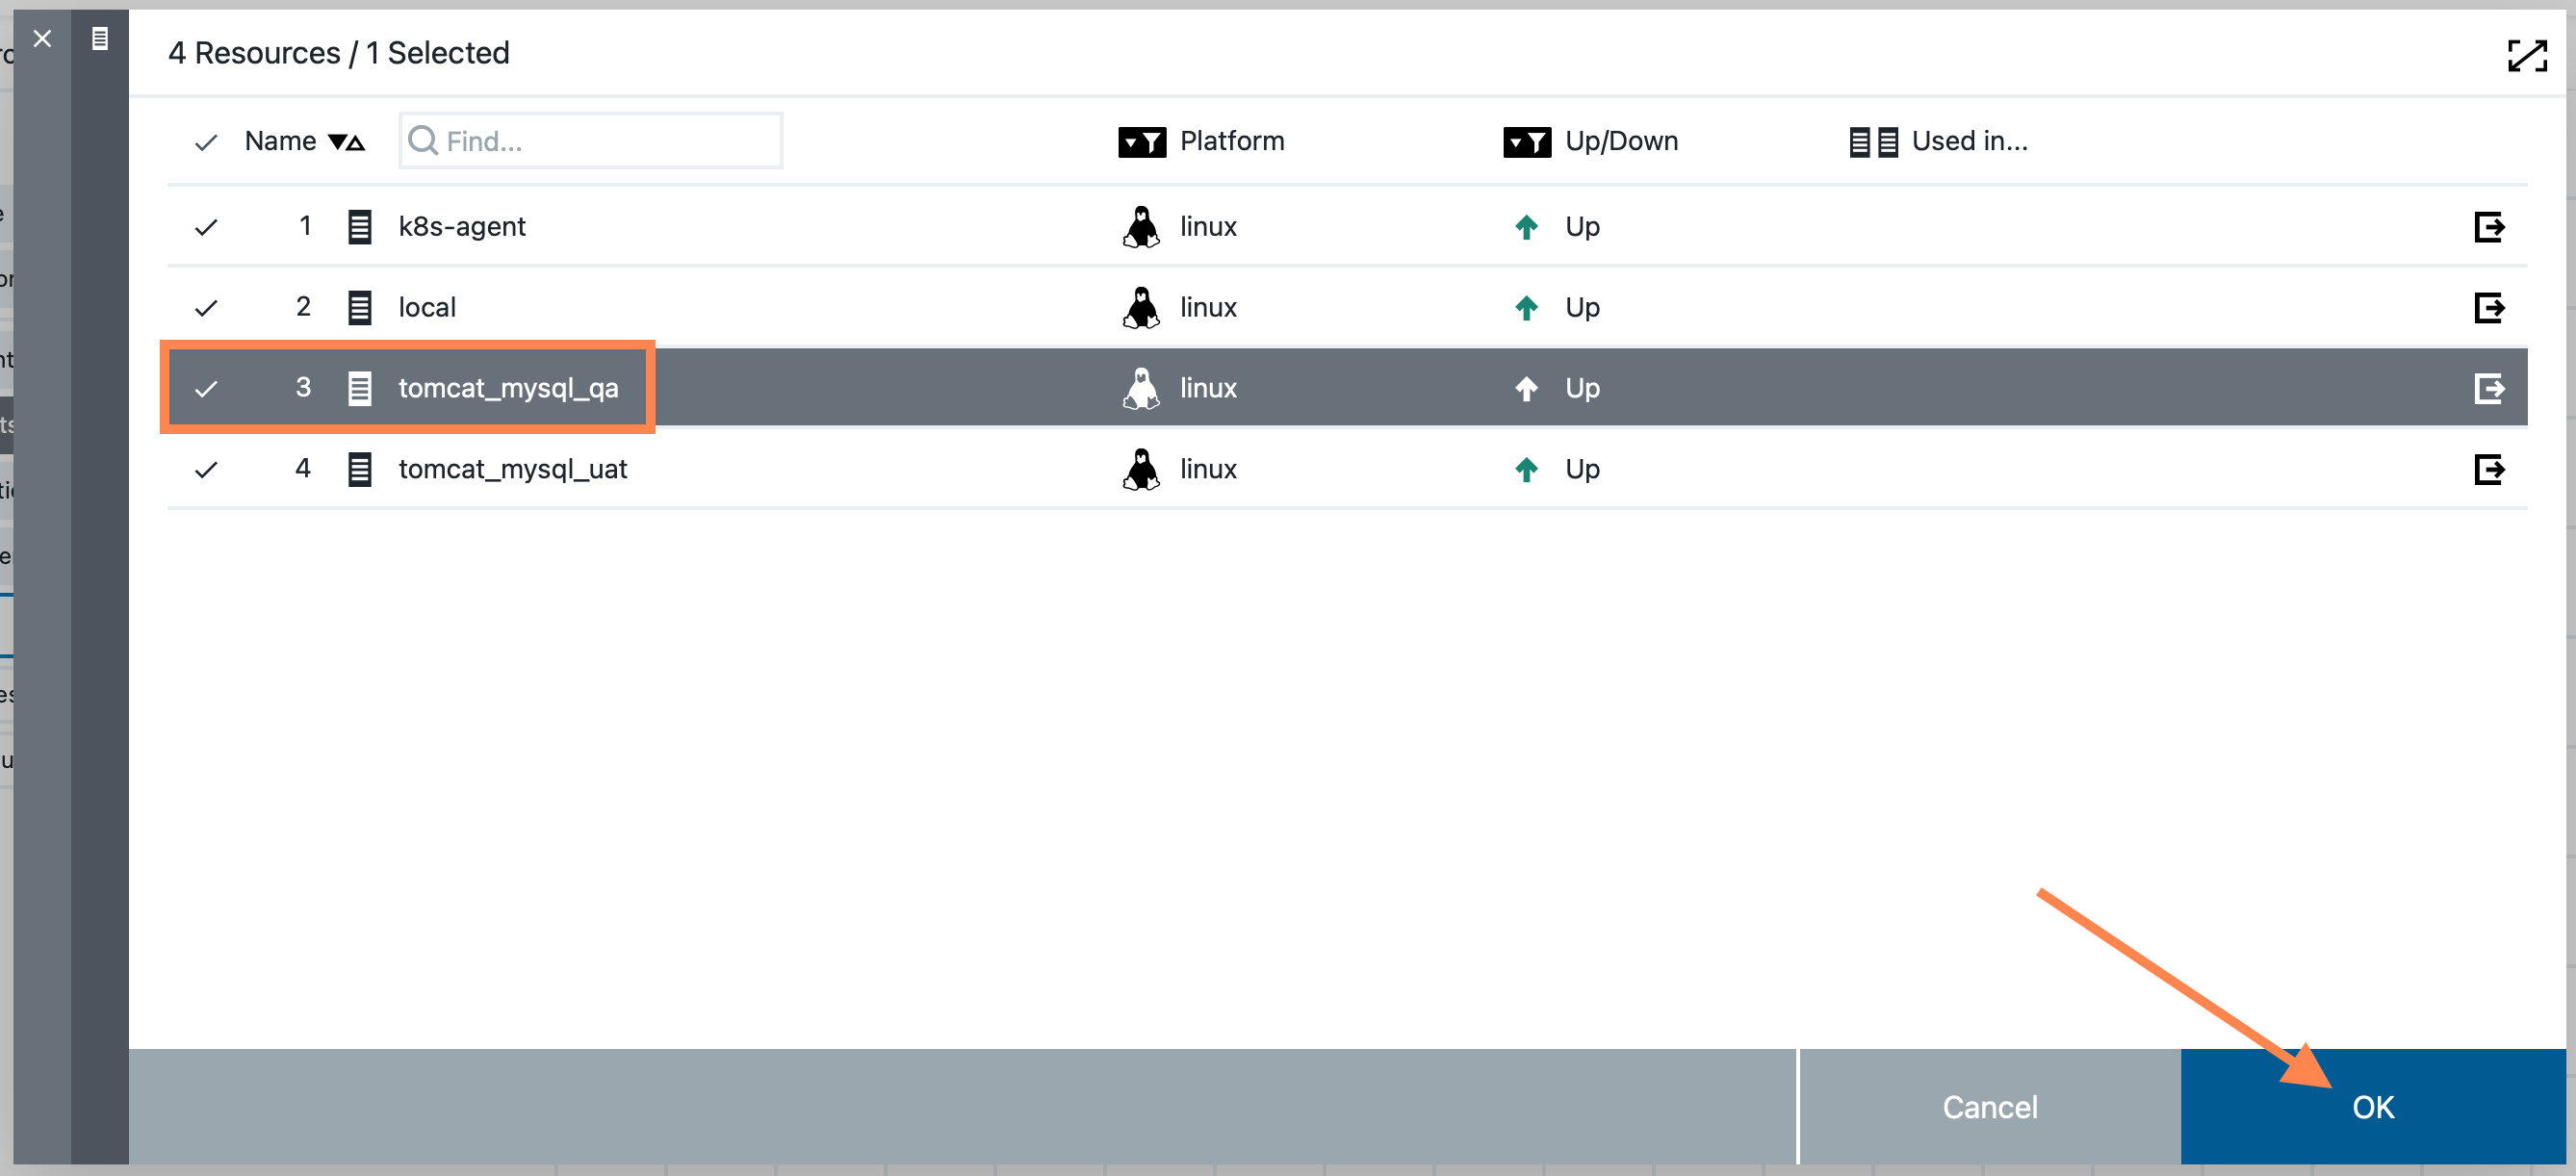 4 Resources / 1 Selected
Name Find... Platform Up/Down Used in...
1 k8s-agent linux Up
2 local linux Up
3 tomcat_mysql_qa linux Up
4 tomcat_mysql_uat linux Up
Cancel OK